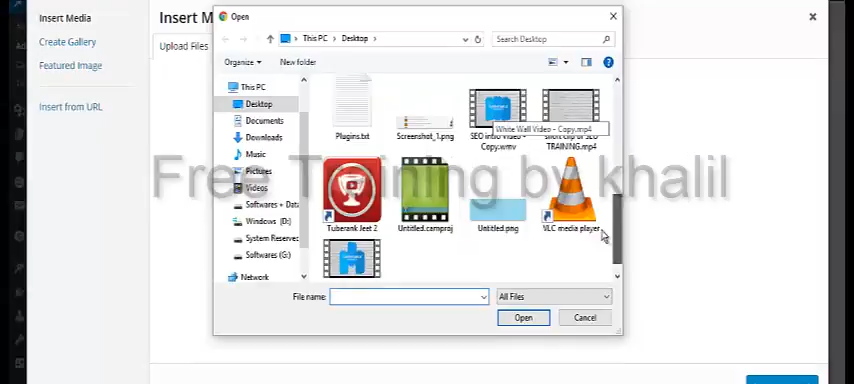 Insert Media
Create Gallery
Featured Image
Insert from URL
Insert M
Upload Files
Open
This PC
Desktop
Search Desktop
Organize
New folder
This PC
Desktop
Documents
Downloads
Music
Pictures
Videos
Softwares + Data
Windows (D:)
System Reserved
Softwares (G:)
Network
Plugins.txt
Screenshot_1.png
SEO Intro Video - Copy.wmv
TRAINING.mp4
White Wall Video - Copy.mp4
Tuberank Jeet 2
Untitled.camproj
Untitled.png
VLC media player
Free Training by khalil
File name:
All Files
Open
Cancel